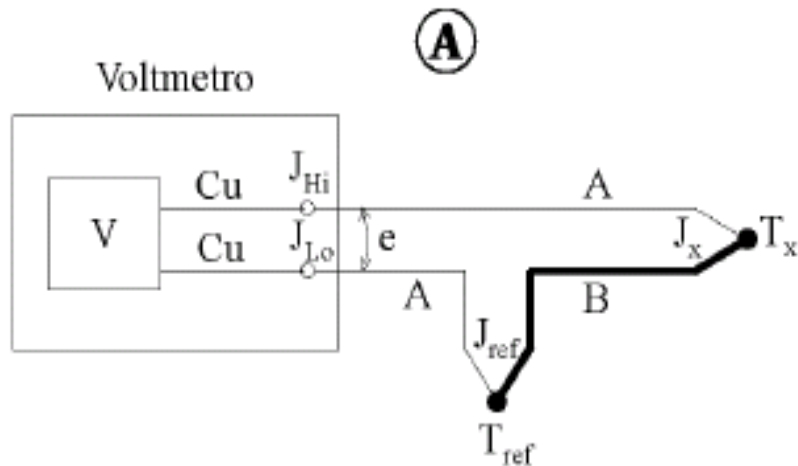 A
Voltmetro
Cu
J_Hi
A
V
Cu
J_Lo
e
J_x
T_x
A
B
J_ref
T_ref